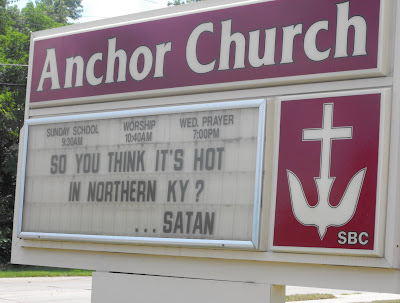 Anchor Church
SUNDAY SCHOOL WORSHIP WED. PRAYER
9:30AM 10:40AM 7:00PM
SO YOU THINK IT'S HOT
IN NORTHERN KY?
...SATAN
SBC